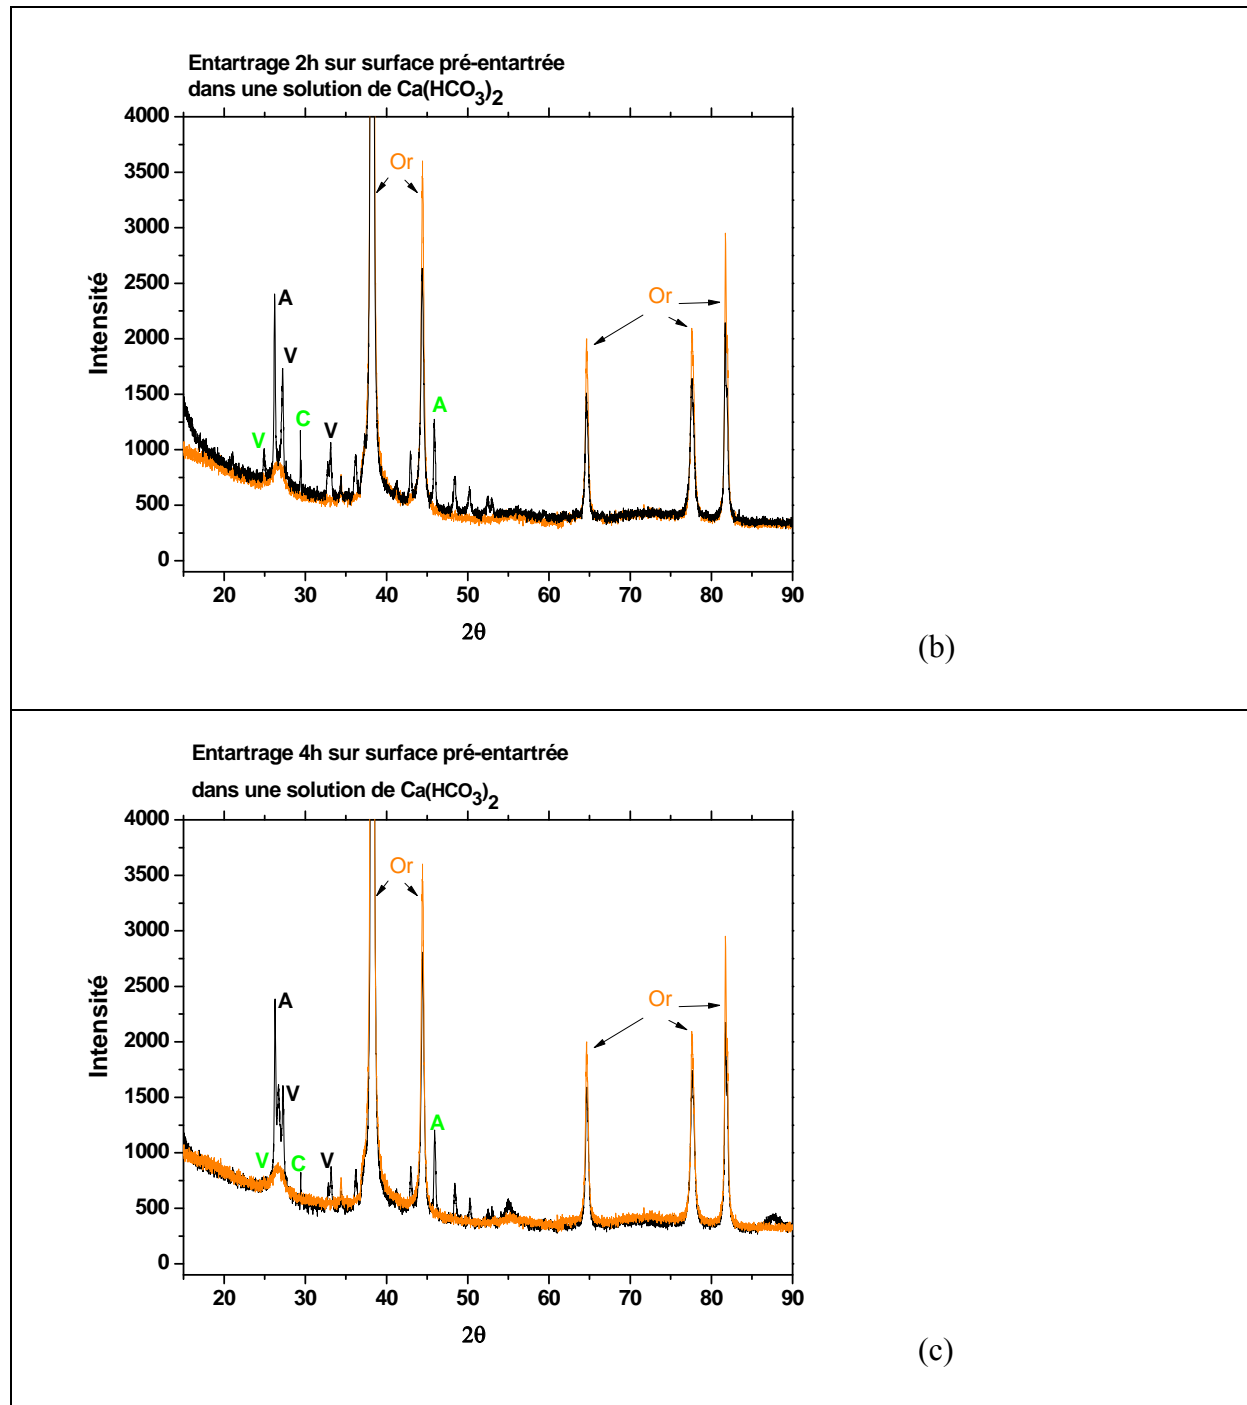 Entartrage 2h sur surface pré-entartrée
dans une solution de Ca(HCO3)2
4000
3500
3000
2500
2000
1500
1000
500
0
Intensité
Or
Or
A
V
V
C
V
A
20 30 40 50 60 70 80 90
2θ
(b)
Entartrage 4h sur surface pré-entartrée
dans une solution de Ca(HCO3)2
4000
3500
3000
2500
2000
1500
1000
500
0
Intensité
Or
Or
A
V
V
C
V
A
20 30 40 50 60 70 80 90
2θ
(c)